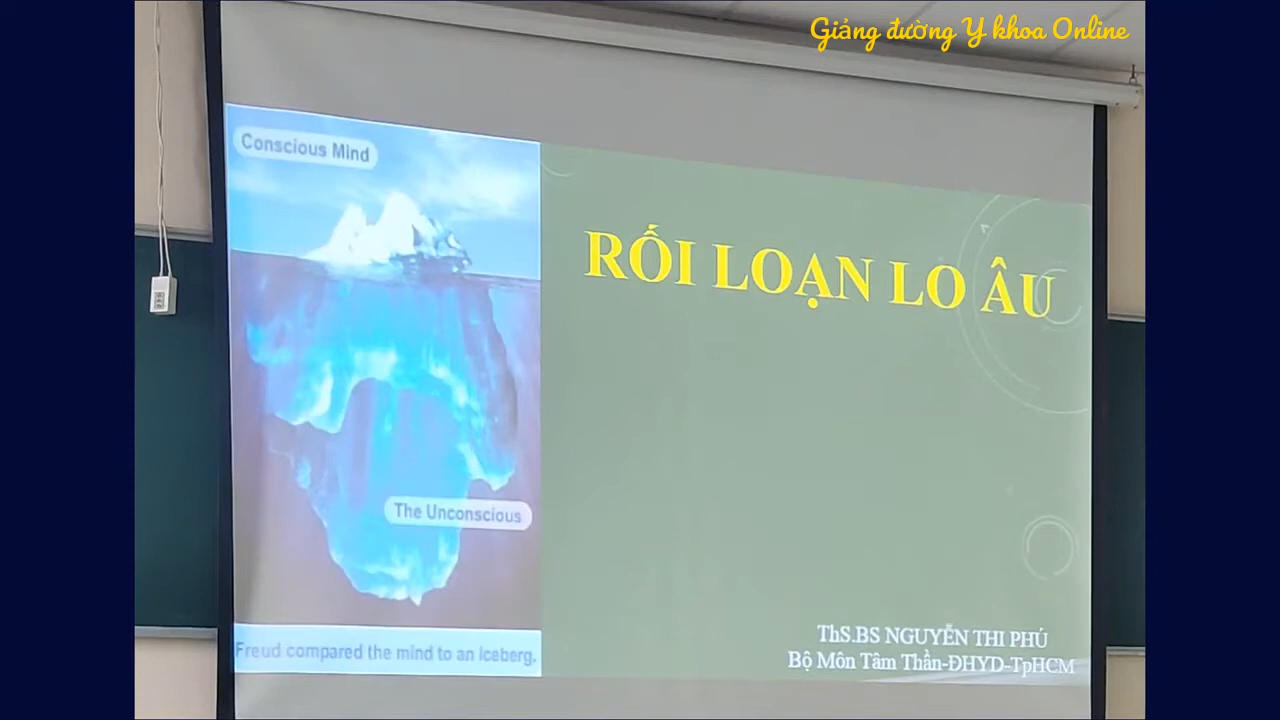 Giảng đường Y khoa Online
Conscious Mind
RỐI LOẠN LO ÂU
The Unconscious
Freud compared the mind to an iceberg.
ThS.BS NGUYỄN THI PHÚ
Bộ Môn Tâm Thần-ĐHYD-TpHCM